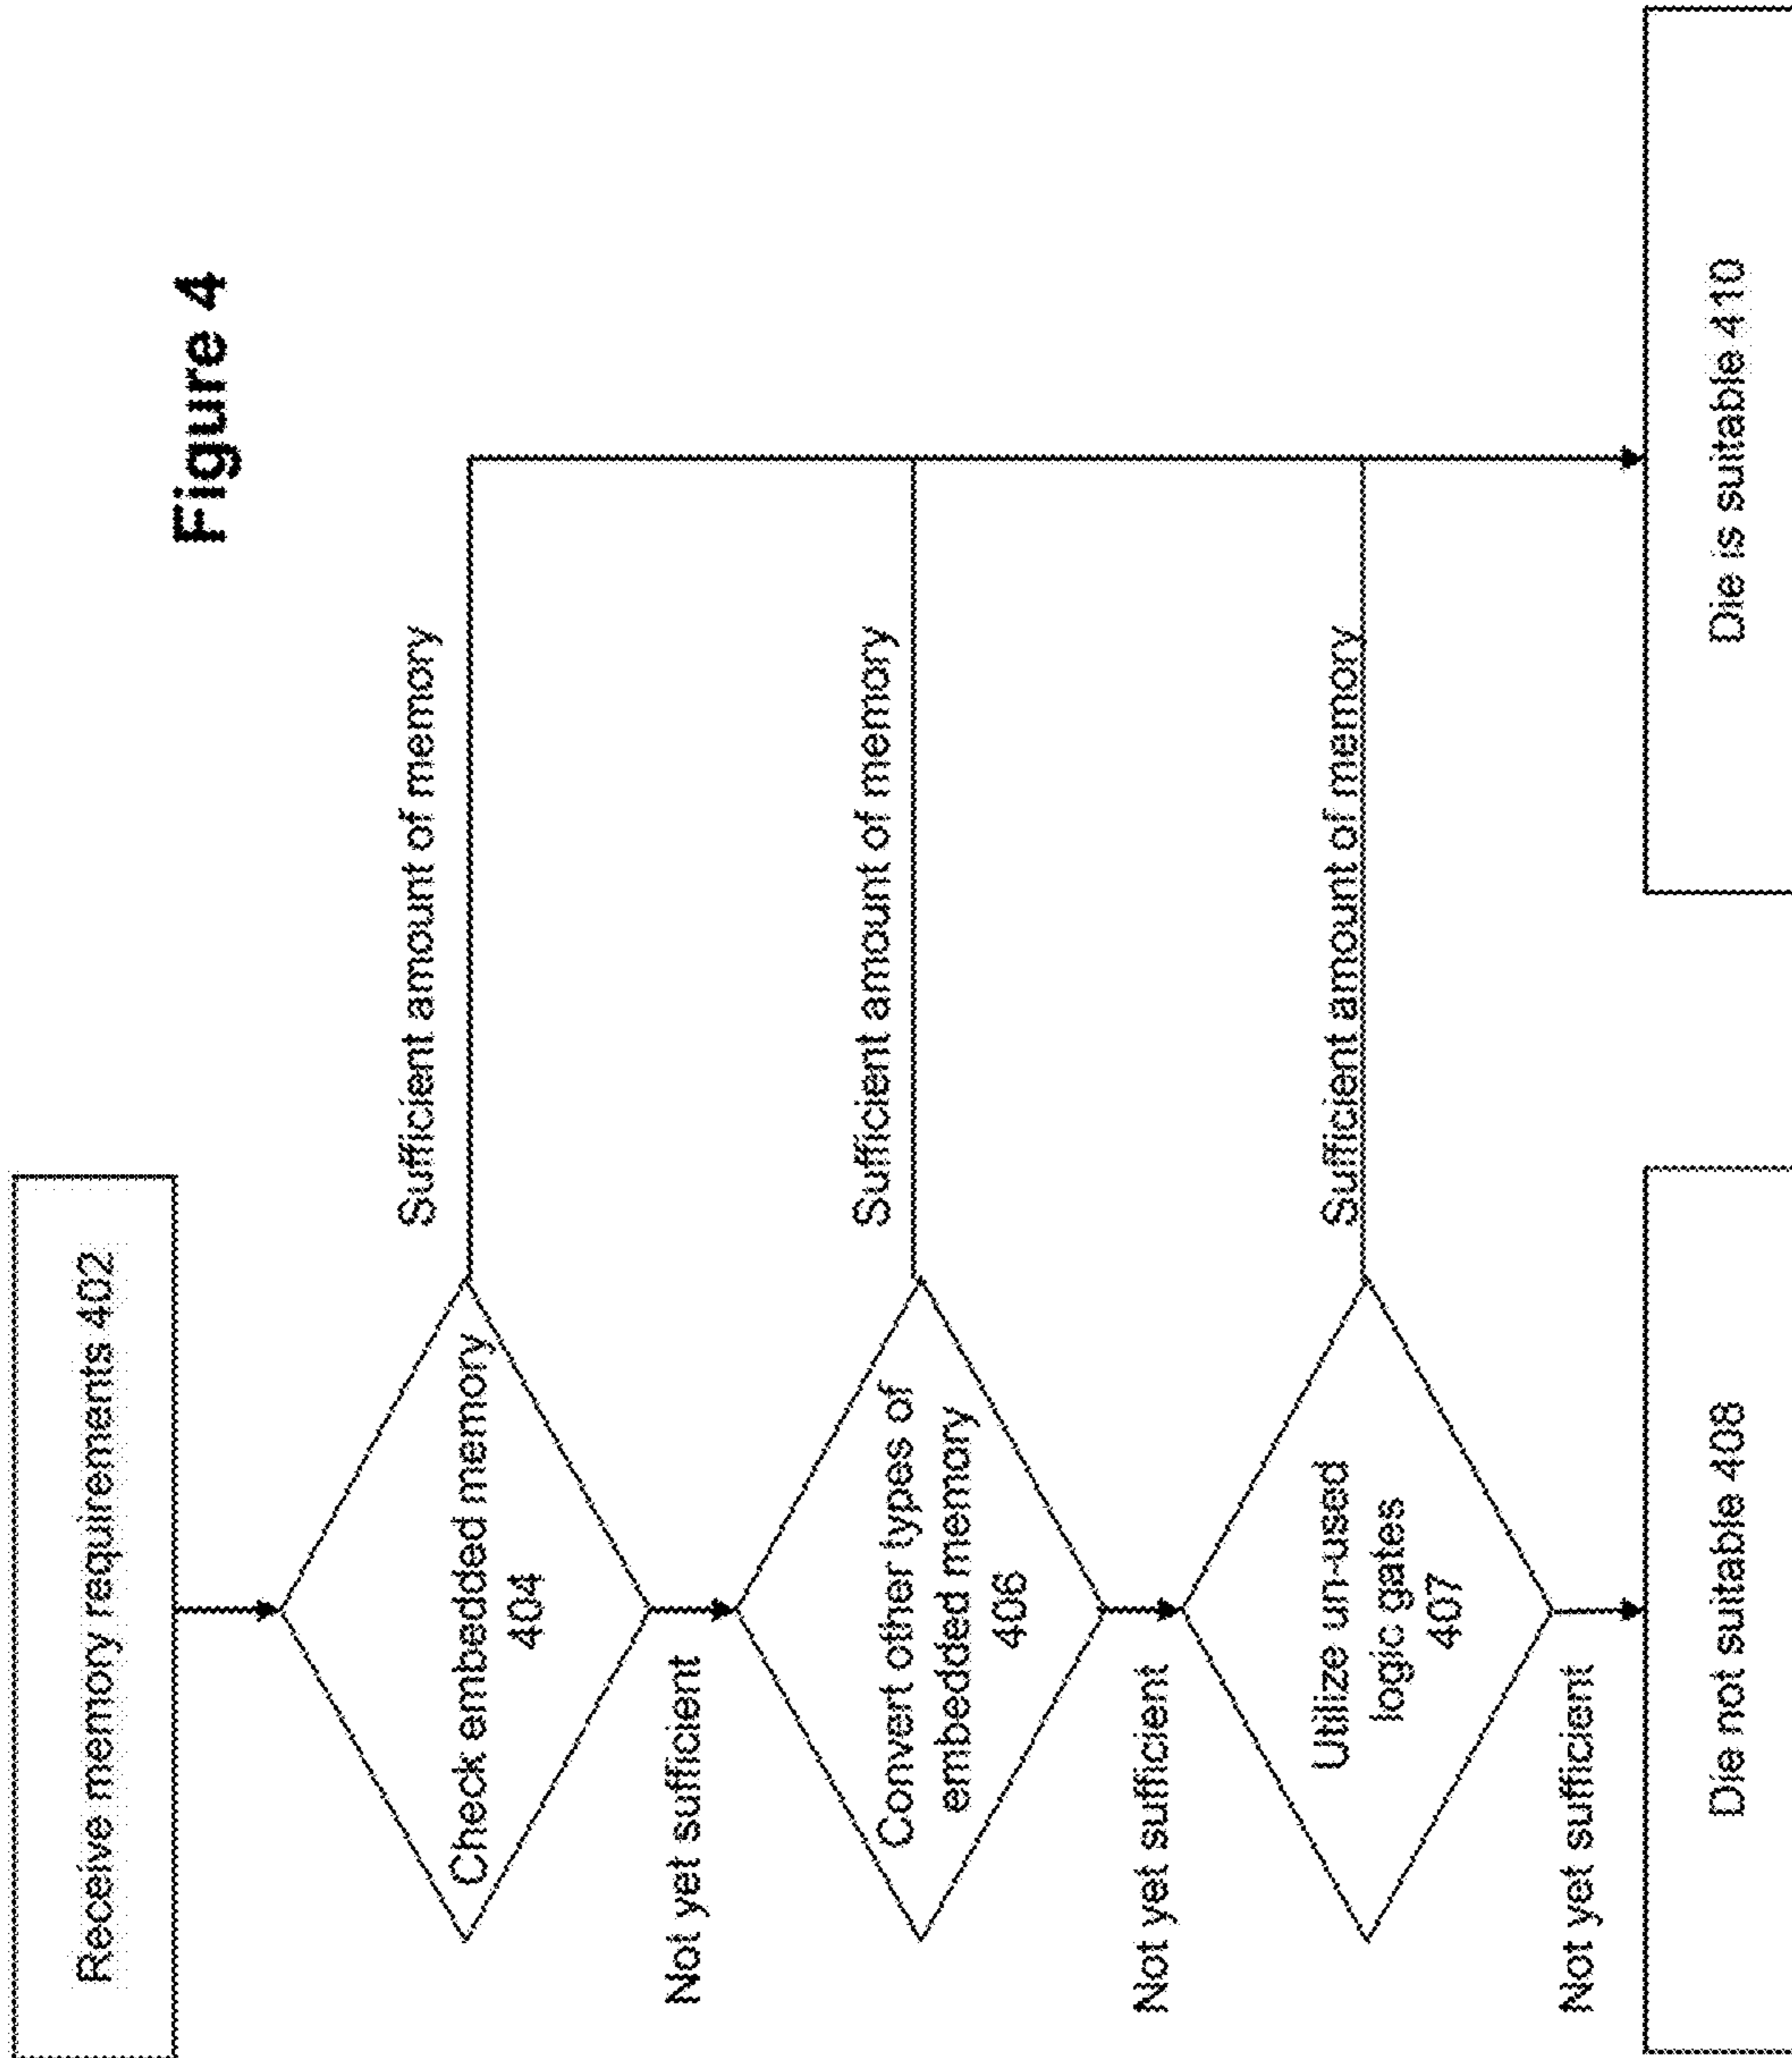 Figure 4
Receive memory requirements 402
Check embedded memory
404
Sufficient amount of memory
Not yet sufficient
Convert other types of
embedded memory
406
Sufficient amount of memory
Not yet sufficient
Utilize un-used
logic gates
407
Sufficient amount of memory
Not yet sufficient
Die not suitable 408
Die is suitable 410